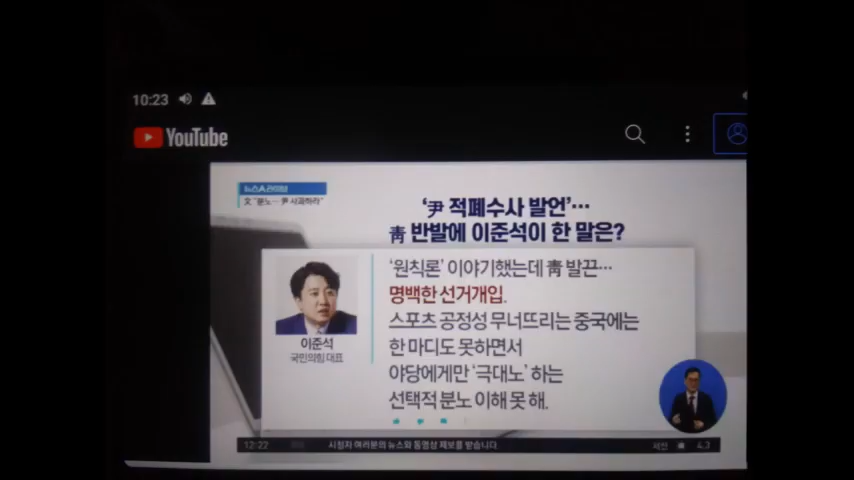 10:23
YouTube
뉴스A 라이브
文 "분노… 尹 사과하라"
'尹 적폐수사 발언'…
靑 반발에 이준석이 한 말은?
'원칙론' 이야기했는데 靑 발끈…
명백한 선거개입.
스포츠 공정성 무너뜨리는 중국에는
한 마디도 못하면서
야당에게만 '극대노' 하는
선택적 분노 이해 못 해.
이준석
국민의힘 대표
12:22
시청자 여러분의 뉴스와 동영상 제보를 받습니다
4.3